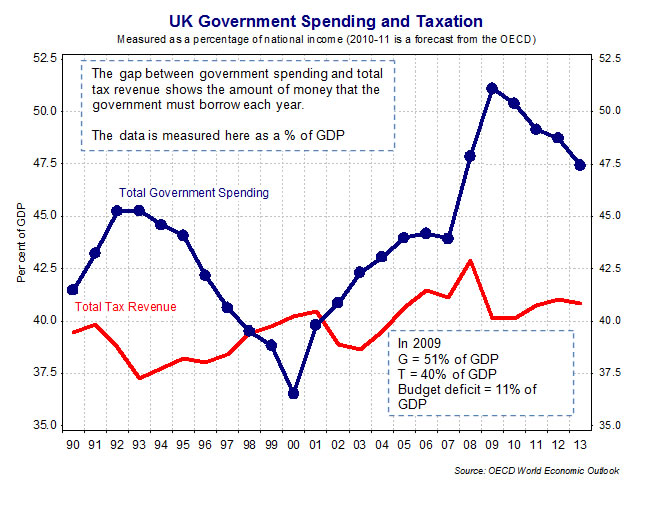 UK Government Spending and Taxation
Measured as a percentage of national income (2010-11 is a forecast from the OECD)
52.5 52.5
The gap between government spending and total
tax revenue shows the amount of money that the
government must borrow each year.
The data is measured here as a % of GDP
50.0 50.0
47.5 47.5
Total Government Spending
45.0 45.0
Per cent of GDP
42.5 42.5
Total Tax Revenue
40.0 40.0
In 2009
G = 51% of GDP
T = 40% of GDP
Budget deficit = 11% of
GDP
37.5 37.5
35.0 35.0
90 91 92 93 94 95 96 97 98 99 00 01 02 03 04 05 06 07 08 09 10 11 12 13
Source: OECD World Economic Outlook